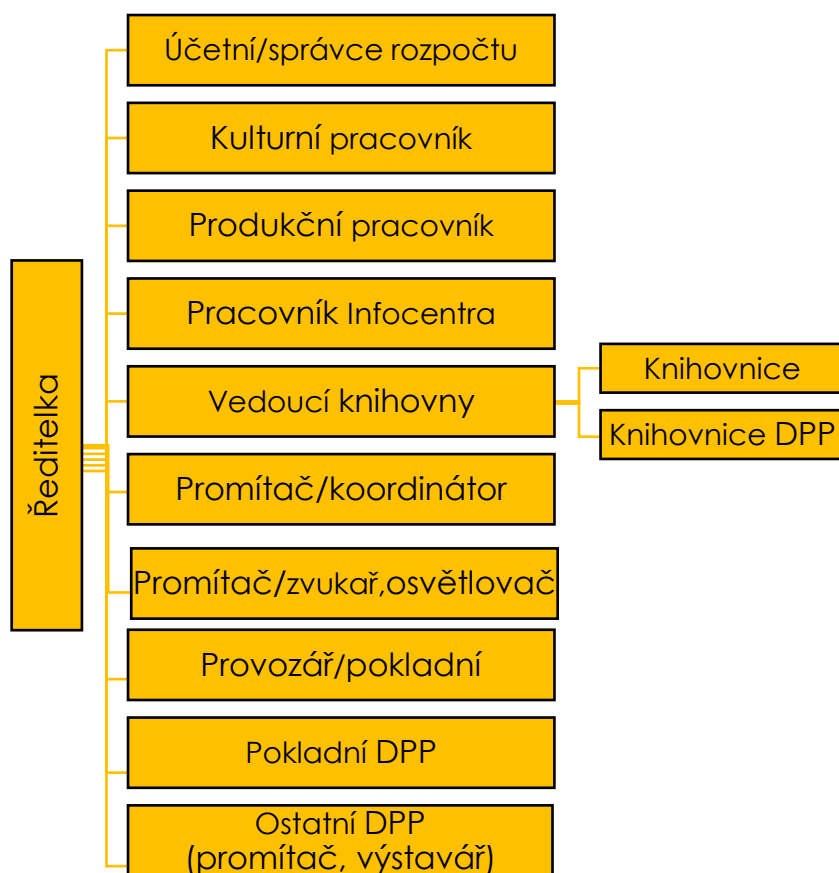 Ředitelka
Účetní/správce rozpočtu
Kulturní pracovník
Produkční pracovník
Pracovník Infocentra
Vedoucí knihovny
Knihovnice
Knihovnice DPP
Promítač/koordinátor
Promítač/zvukař,osvětlovač
Provozář/pokladní
Pokladní DPP
Ostatní DPP
(promítač, výstavář)